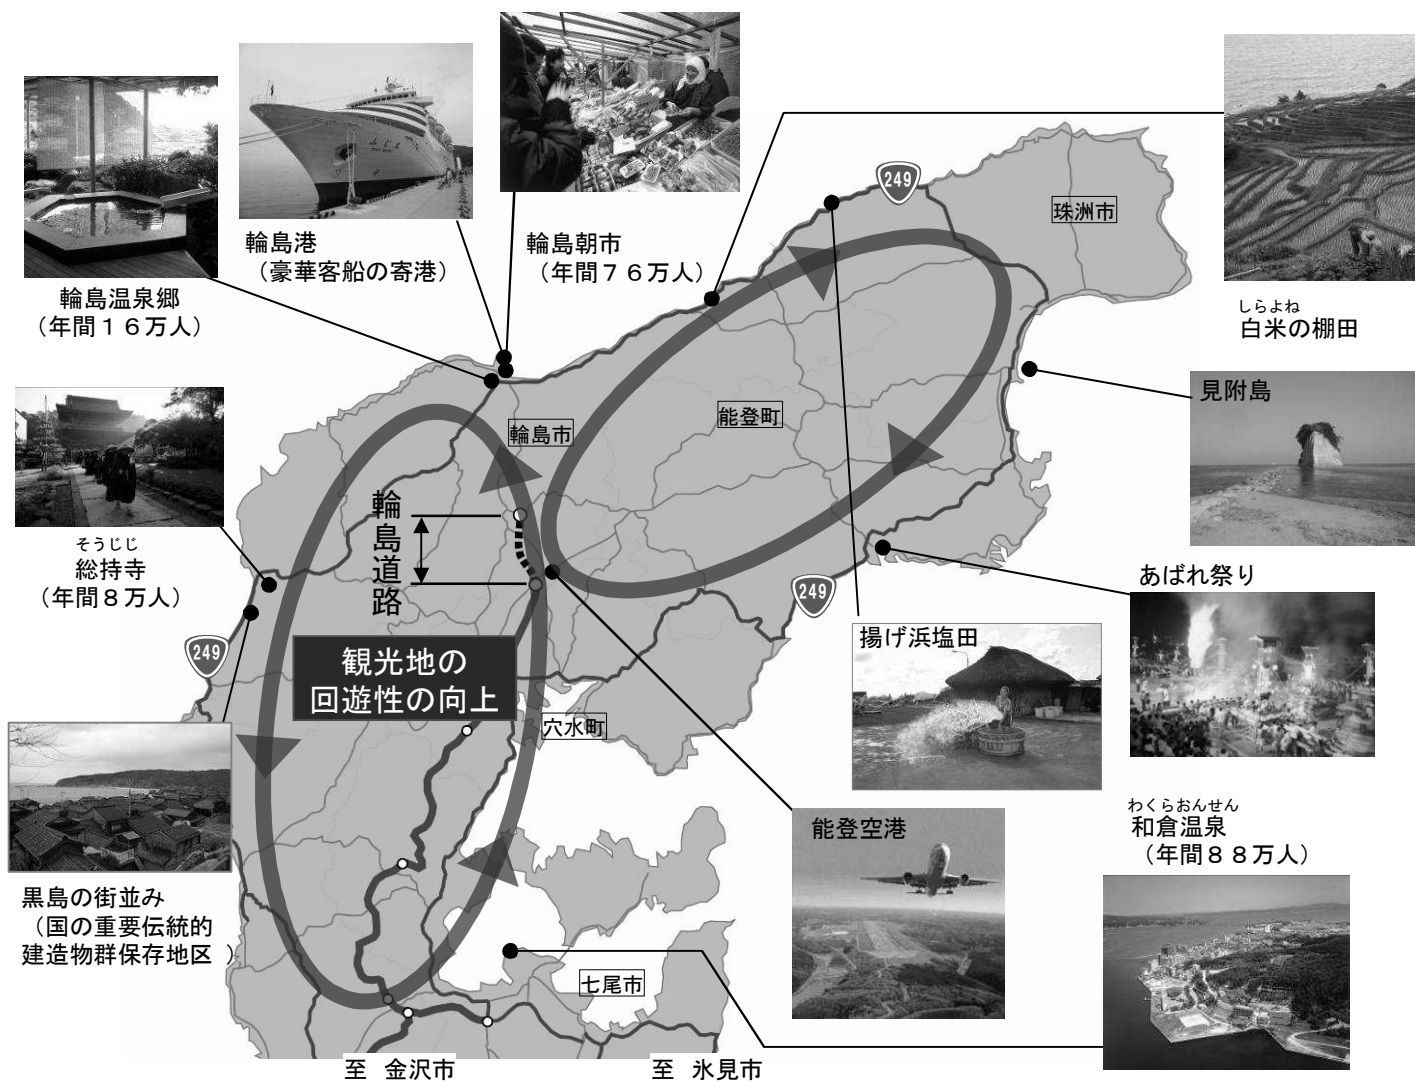 輪島温泉郷
（年間１６万人）
輪島港
（豪華客船の寄港）
輪島朝市
（年間７６万人）
249
珠洲市
しらよね
白米の棚田
見附島
能登町
輪島市
輪島道路
そうじじ
総持寺
（年間８万人）
249
249
観光地の
回遊性の向上
穴水町
あばれ祭り
揚げ浜塩田
能登空港
わくらおんせん
和倉温泉
（年間８８万人）
黒島の街並み
（国の重要伝統的
建造物群保存地区）
七尾市
至 金沢市
至 氷見市